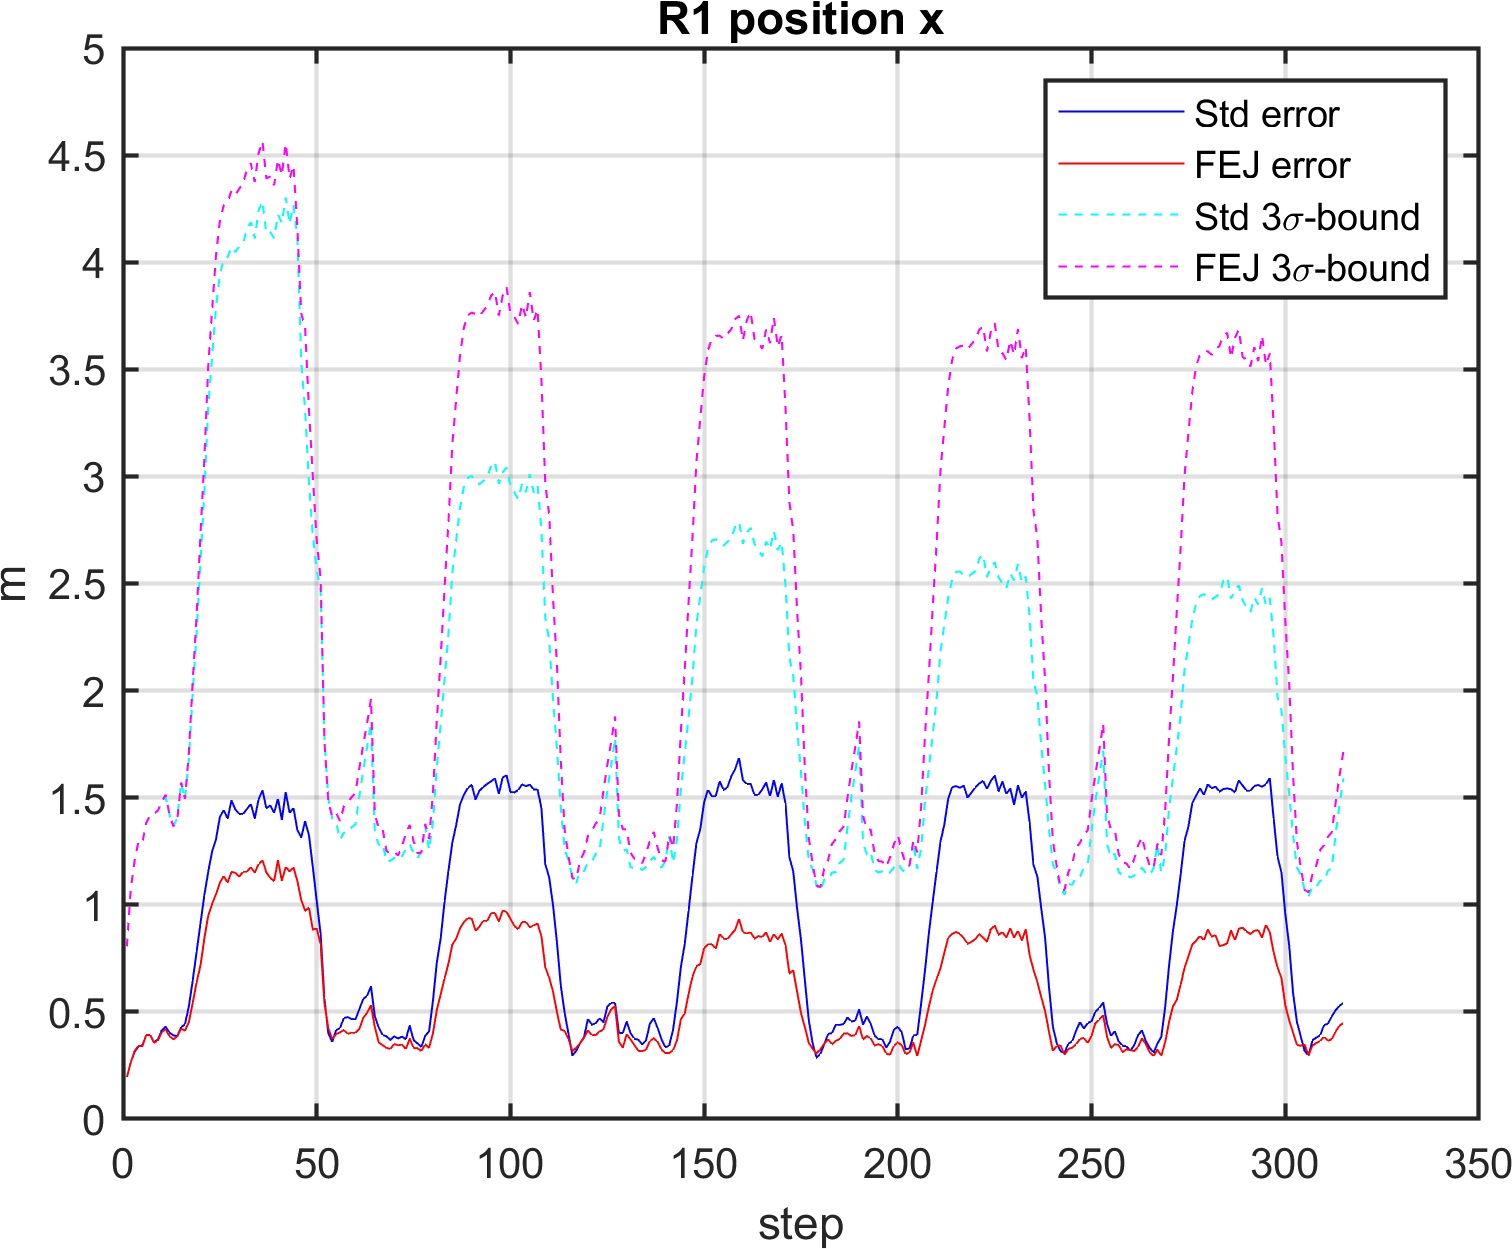 R1 position x
5
4.5
4
3.5
3
2.5
2
1.5
1
0.5
0
m
Std error
FEJ error
Std 3σ-bound
FEJ 3σ-bound
0 50 100 150 200 250 300 350
step